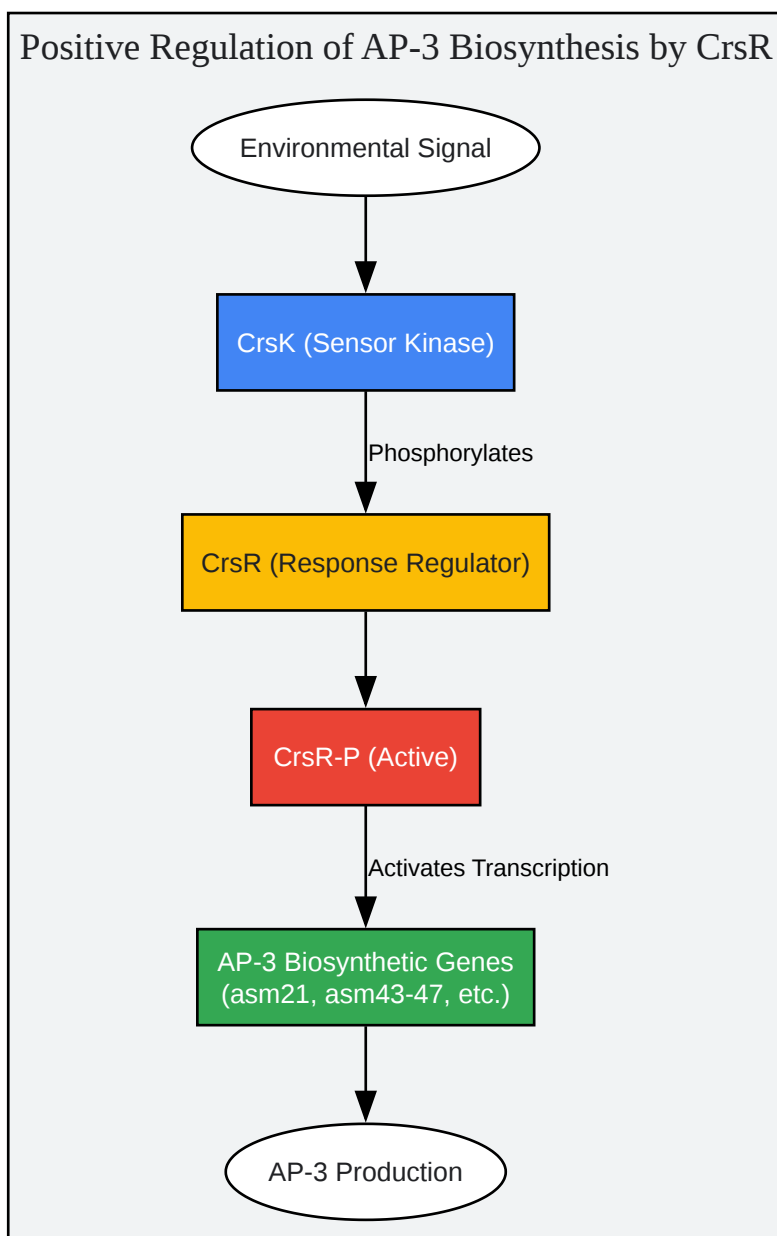 Positive Regulation of AP-3 Biosynthesis by CrsR
Environmental Signal
CrsK (Sensor Kinase)
Phosphorylates
CrsR (Response Regulator)
CrsR-P (Active)
Activates Transcription
AP-3 Biosynthetic Genes
(asm21, asm43-47, etc.)
AP-3 Production